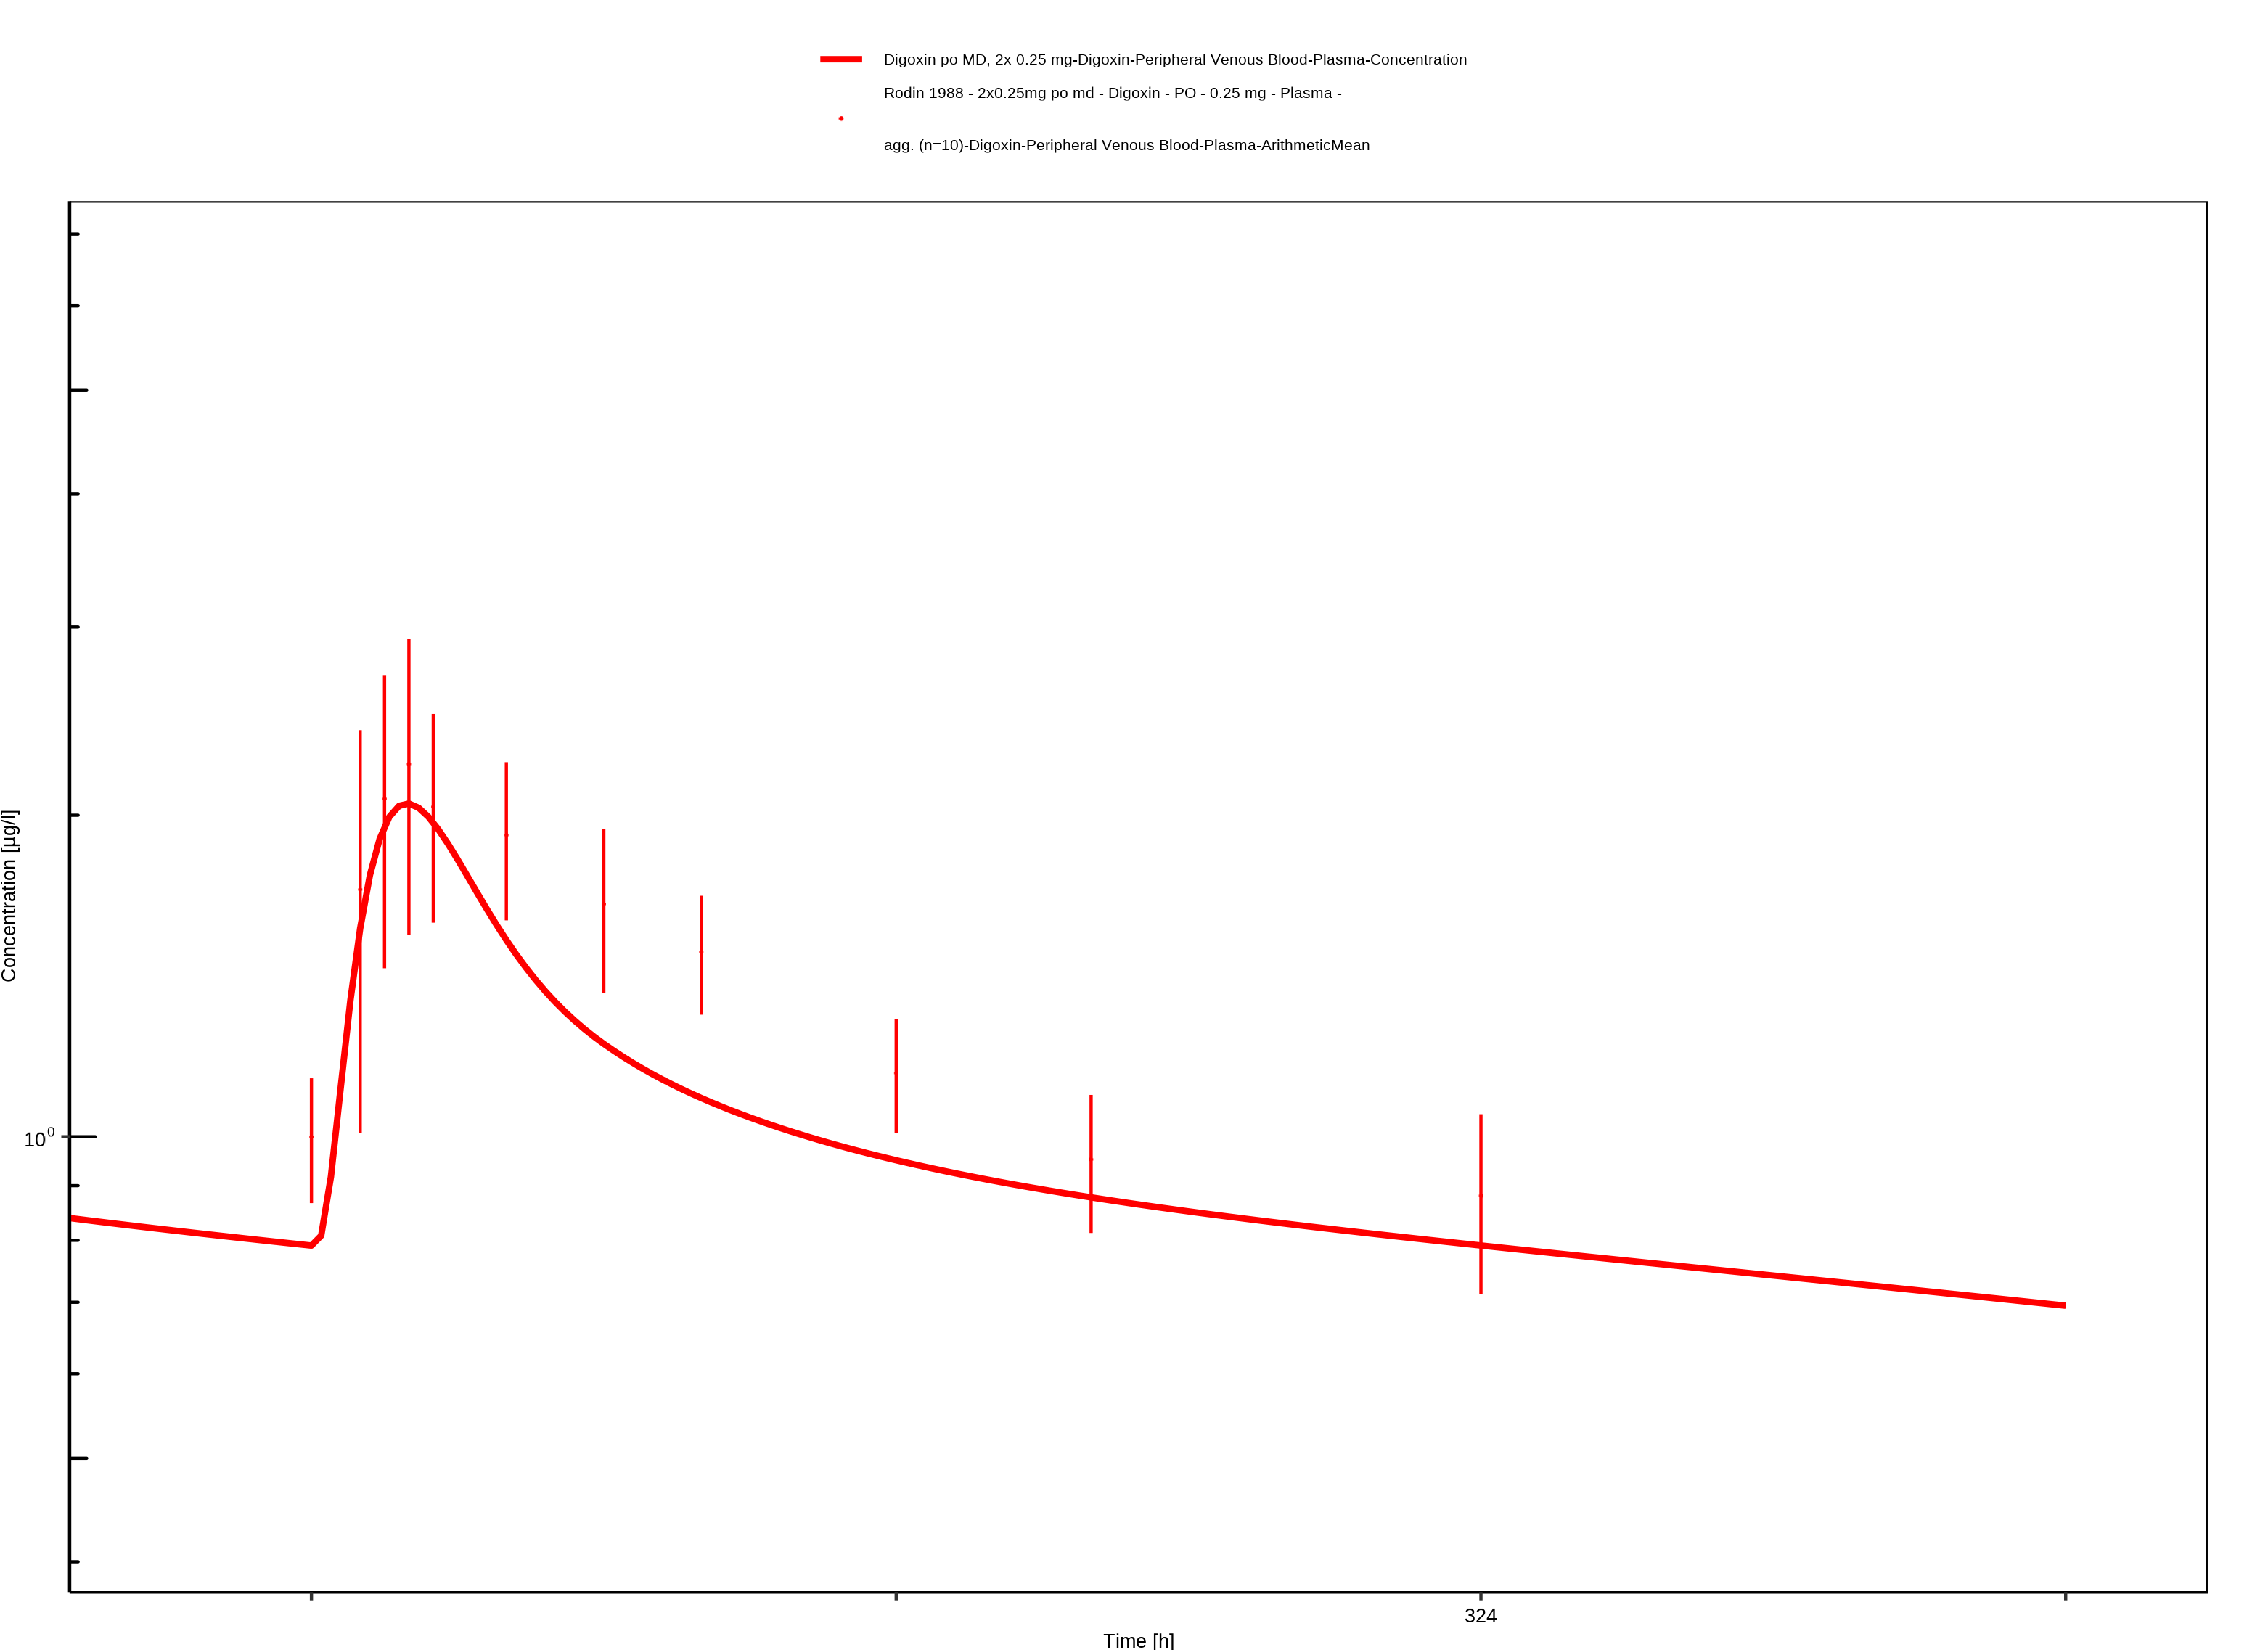 Digoxin po MD, 2x 0.25 mg-Digoxin-Peripheral Venous Blood-Plasma-Concentration
Rodin 1988 - 2x0.25mg po md - Digoxin - PO - 0.25 mg - Plasma -
agg. (n=10)-Digoxin-Peripheral Venous Blood-Plasma-ArithmeticMean
Concentration [µg/l]
10⁰
324
Time [h]